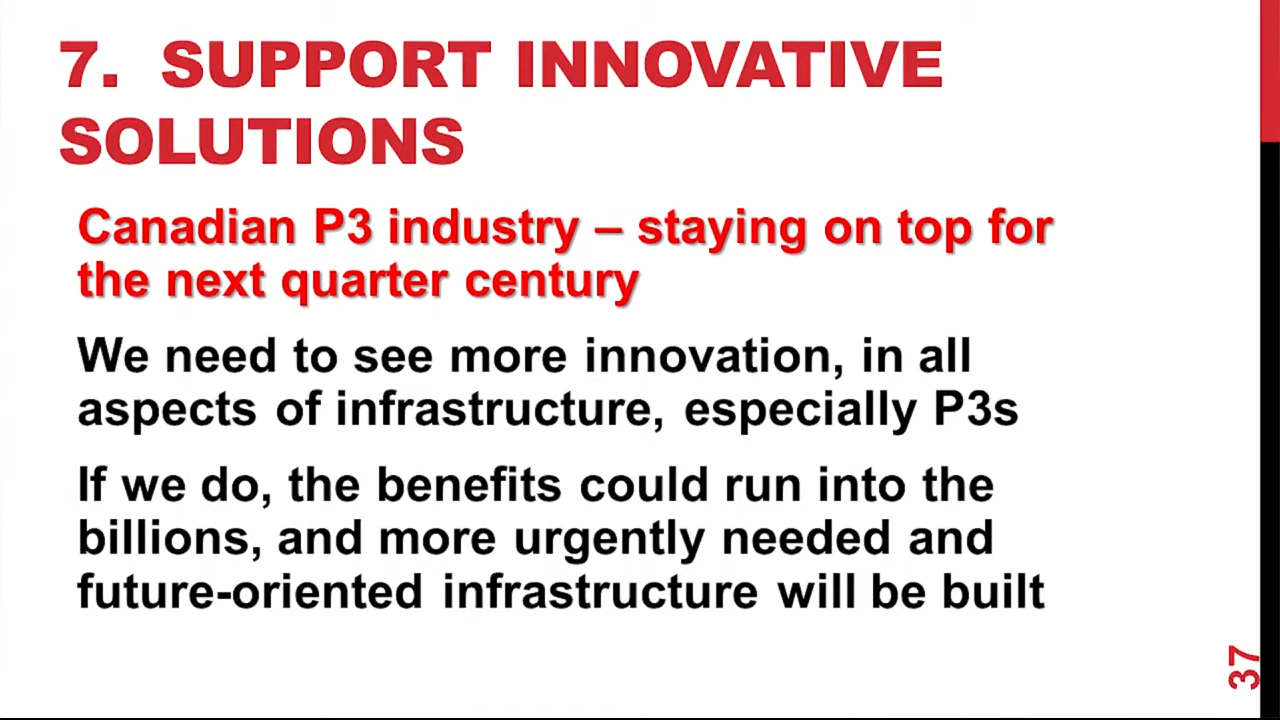 7. SUPPORT INNOVATIVE
SOLUTIONS
Canadian P3 industry – staying on top for
the next quarter century
We need to see more innovation, in all
aspects of infrastructure, especially P3s
If we do, the benefits could run into the
billions, and more urgently needed and
future-oriented infrastructure will be built
37